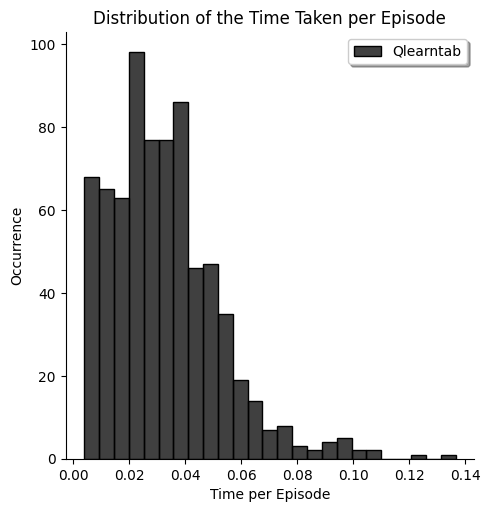 Distribution of the Time Taken per Episode
Qlearntab
100
80
60
40
20
0
Occurrence
0.00 0.02 0.04 0.06 0.08 0.10 0.12 0.14
Time per Episode